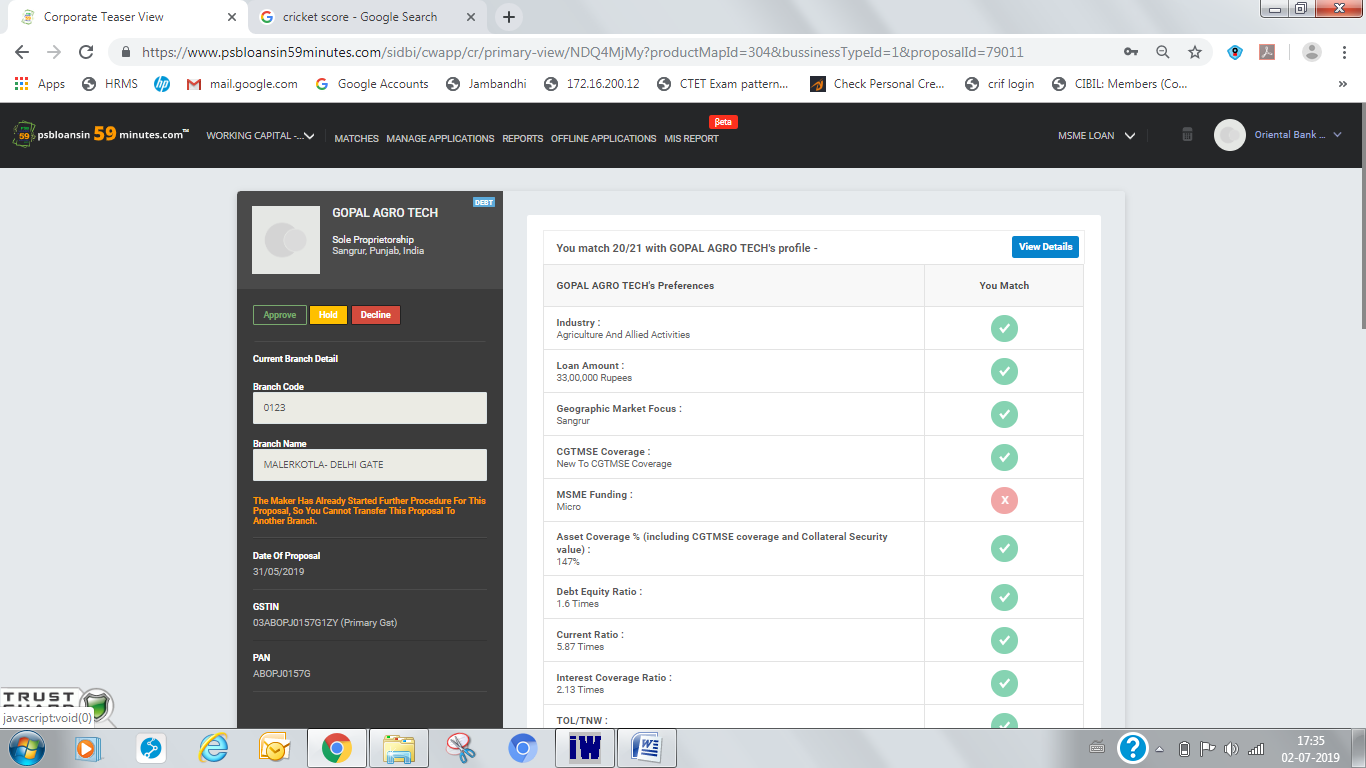 Corporate Teaser View
cricket score - Google Search
https://www.psbloansin59minutes.com/sidbi/cwapp/cr/primary-view/NDQ4MjMy?productMapId=304&bussinessTypeId=1&proposalId=79011
Apps HRMS mail.google.com Google Accounts Jambandhi 172.16.200.12 CTET Exam pattern... Check Personal Cre... crif login CIBIL: Members (Co... »
psbloansin 59 minutes.com™ WORKING CAPITAL -... MATCHES MANAGE APPLICATIONS REPORTS OFFLINE APPLICATIONS MIS REPORT Beta MSME LOAN Oriental Bank ...
GOPAL AGRO TECH
DEBT
Sole Proprietorship
Sangrur, Punjab, India
Approve Hold Decline
Current Branch Detail
Branch Code
0123
Branch Name
MALERKOTLA- DELHI GATE
The Maker Has Already Started Further Procedure For This
Proposal, So You Cannot Transfer This Proposal To
Another Branch.
Date Of Proposal
31/05/2019
GSTIN
03ABOPJ0157G1ZY (Primary Gst)
PAN
ABOPJ0157G
You match 20/21 with GOPAL AGRO TECH's profile - View Details
GOPAL AGRO TECH's Preferences You Match
Industry :
Agriculture And Allied Activities
Loan Amount :
33,00,000 Rupees
Geographic Market Focus :
Sangrur
CGTMSE Coverage :
New To CGTMSE Coverage
MSME Funding :
Micro
X
Asset Coverage % (including CGTMSE coverage and Collateral Security
value) :
147%
Debt Equity Ratio :
1.6 Times
Current Ratio :
5.87 Times
Interest Coverage Ratio :
2.13 Times
TOL/TNW :
TRUST
javascript:void(0)
17:35
02-07-2019